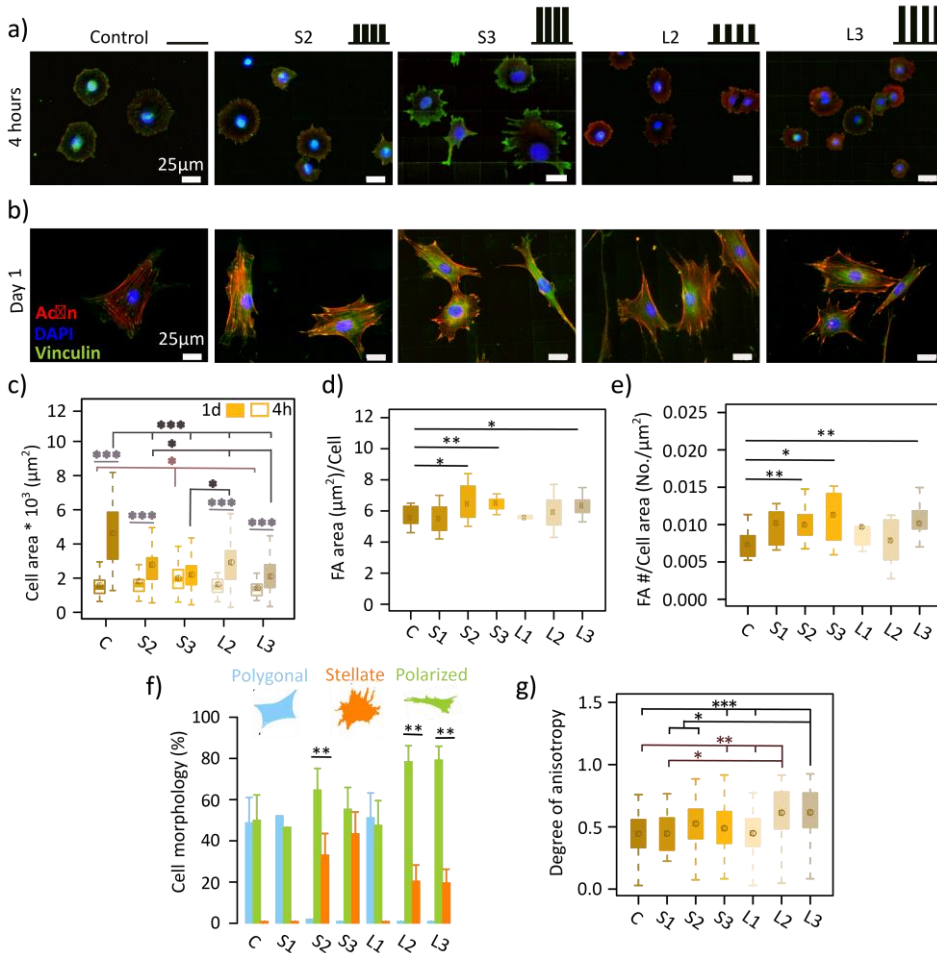 a)
Control
S2
S3
L2
L3
4 hours
25µm
b)
Day 1
Ac☒n
DAPI
Vinculin
25µm
c)
Cell area * 10³ (µm²)
12
10
8
6
4
2
0
1d
4h
***
***
*
*
*
***
***
***
***
C
S2
S3
L2
L3
d)
FA area (µm²)/Cell
12
10
8
6
4
2
0
*
**
*
C
S1
S2
S3
L1
L2
L3
e)
FA #/Cell area (No./µm²)
0.025
0.020
0.015
0.010
0.005
0.000
**
*
**
C
S1
S2
S3
L1
L2
L3
f)
Polygonal
Stellate
Polarized
Cell morphology (%)
100
80
60
40
20
0
**
**
**
C
S1
S2
S3
L1
L2
L3
g)
Degree of anisotropy
1.5
1.0
0.5
0.0
***
*
**
*
C
S1
S2
S3
L1
L2
L3